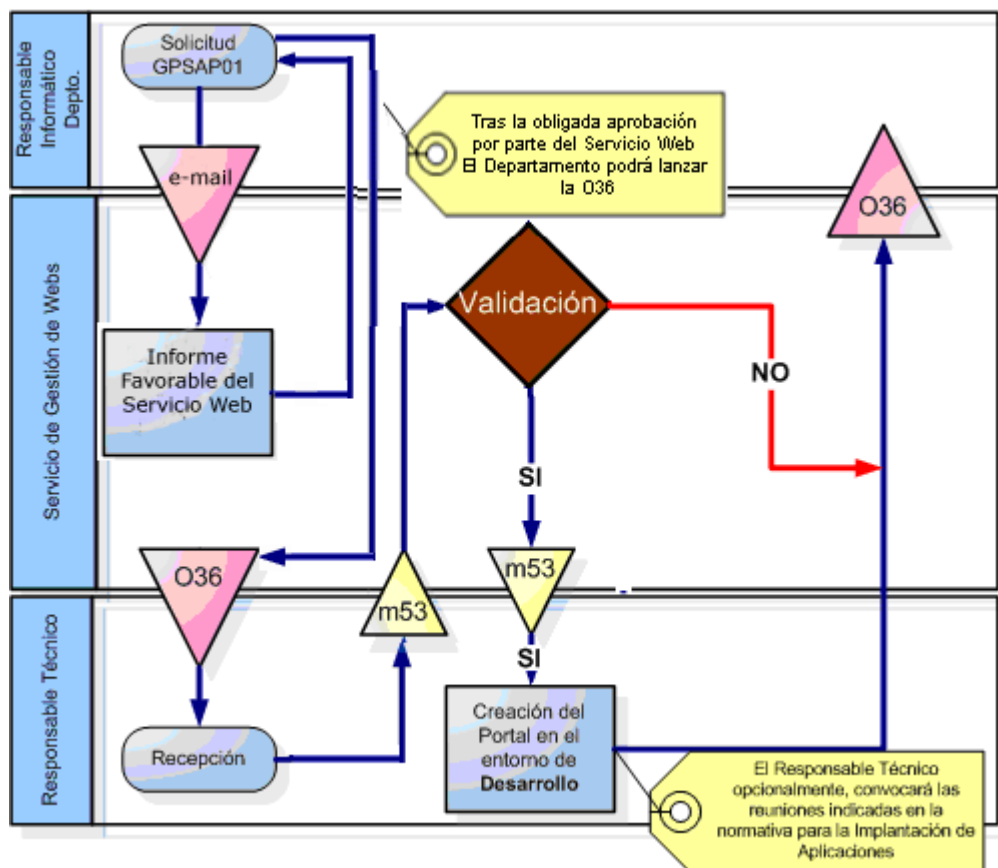 Responsable
Informático
Depto.
Solicitud
GPSAP01
e-mail
Tras la obligada aprobación
por parte del Servicio Web
El Departamento podrá lanzar
la O36
O36
Servicio de Gestión de Webs
Informe
Favorable del
Servicio Web
Validación
NO
SI
O36
m53
m53
Responsable Técnico
SI
Recepción
Creación del
Portal en el
entorno de
Desarrollo
El Responsable Técnico
opcionalmente, convocará las
reuniones indicadas en la
normativa para la Implantación de
Aplicaciones